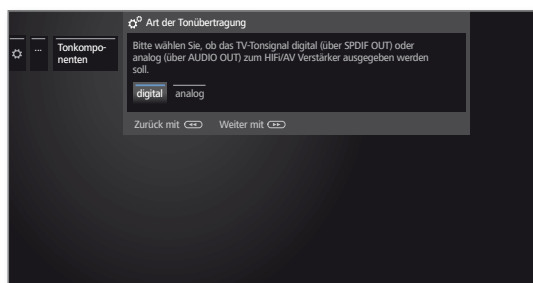 Art der Tonübertragung
...
Tonkompo-
nenten
Bitte wählen Sie, ob das TV-Tonsignal digital (über SPDIF OUT) oder
analog (über AUDIO OUT) zum HIFi/AV Verstärker ausgegeben werden
soll.
digital analog
Zurück mit Weiter mit